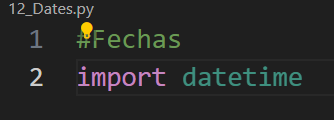 12_Dates.py
1 #Fechas
2 import datetime